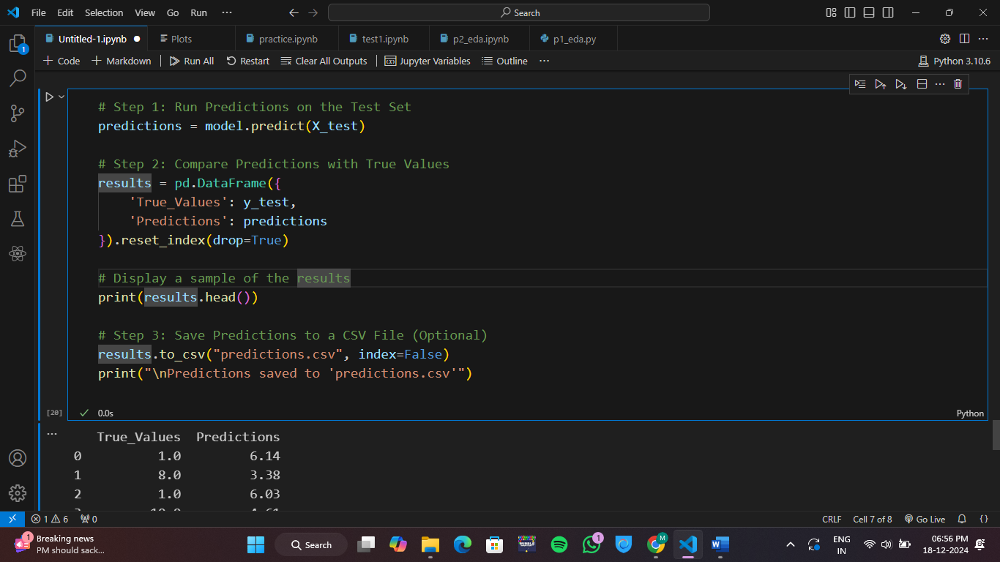 File Edit Selection View Go Run ··· Search
Untitled-1.ipynb Plots practice.ipynb test1.ipynb p2_eda.ipynb p1_eda.py
1
+ Code + Markdown Run All Restart Clear All Outputs Jupyter Variables Outline ··· Python 3.10.6
# Step 1: Run Predictions on the Test Set
predictions = model.predict(X_test)
# Step 2: Compare Predictions with True Values
results = pd.DataFrame({
'True_Values': y_test,
'Predictions': predictions
}).reset_index(drop=True)
# Display a sample of the results
print(results.head())
# Step 3: Save Predictions to a CSV File (Optional)
results.to_csv("predictions.csv", index=False)
print("\nPredictions saved to 'predictions.csv'")
[20] 0.0s Python
··· True_Values Predictions
0 1.0 6.14
1 8.0 3.38
2 1.0 6.03
1 6 0 CRLF Cell 7 of 8 Go Live {}
1 Breaking news
PM should sack...
Search
M
1
ENG
IN
06:56 PM
18-12-2024